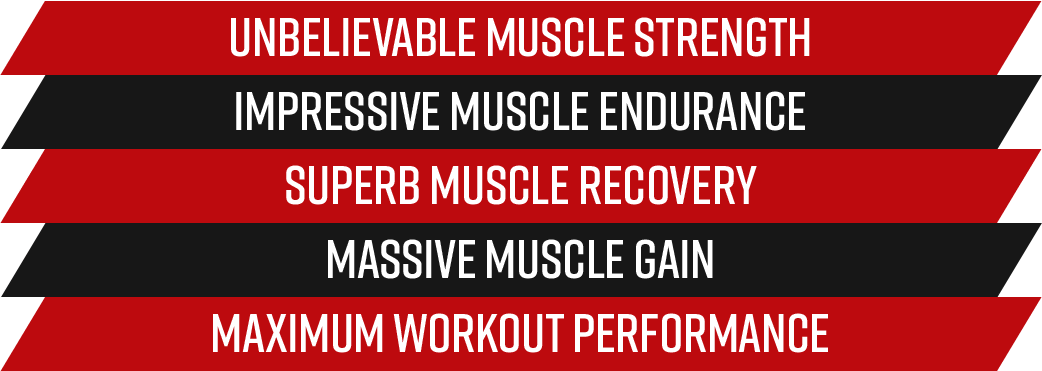 UNBELIEVABLE MUSCLE STRENGTH
IMPRESSIVE MUSCLE ENDURANCE
SUPERB MUSCLE RECOVERY
MASSIVE MUSCLE GAIN
MAXIMUM WORKOUT PERFORMANCE